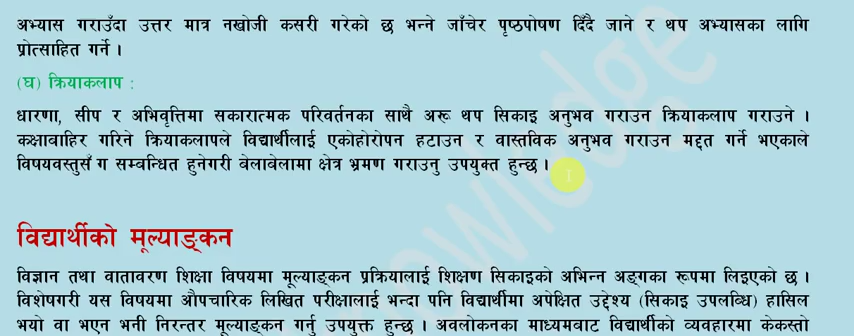 अभ्यास गराउँदा उत्तर मात्र नखोजी कसरी गरेको छ भन्ने जाँचेर पृष्ठपोषण दिँदै जाने र थप अभ्यासका लागि
प्रोत्साहित गर्ने ।
(घ) क्रियाकलाप :
धारणा, सीप र अभिवृत्तिमा सकारात्मक परिवर्तनका साथै अरू थप सिकाइ अनुभव गराउन क्रियाकलाप गराउने ।
कक्षाबाहिर गरिने क्रियाकलापले विद्यार्थीलाई एकोहोरोपन हटाउन र वास्तविक अनुभव गराउन मद्दत गर्ने भएकाले
विषयवस्तुसँ ग सम्बन्धित हुनेगरी बेलाबेलामा क्षेत्र भ्रमण गराउनु उपयुक्त हुन्छ ।
विद्यार्थीको मूल्याङ्कन
विज्ञान तथा वातावरण शिक्षा विषयमा मूल्याङ्कन प्रक्रियालाई शिक्षण सिकाइको अभिन्न अङ्गका रूपमा लिइएको छ ।
विशेषगरी यस विषयमा औपचारिक लिखित परीक्षालाई भन्दा पनि विद्यार्थीमा अपेक्षित उद्देश्य (सिकाइ उपलब्धि) हासिल
भयो वा भएन भनी निरन्तर मूल्याङ्कन गर्नु उपयुक्त हुन्छ । अवलोकनका माध्यमबाट विद्यार्थीको व्यवहारमा केकस्तो
knowledge